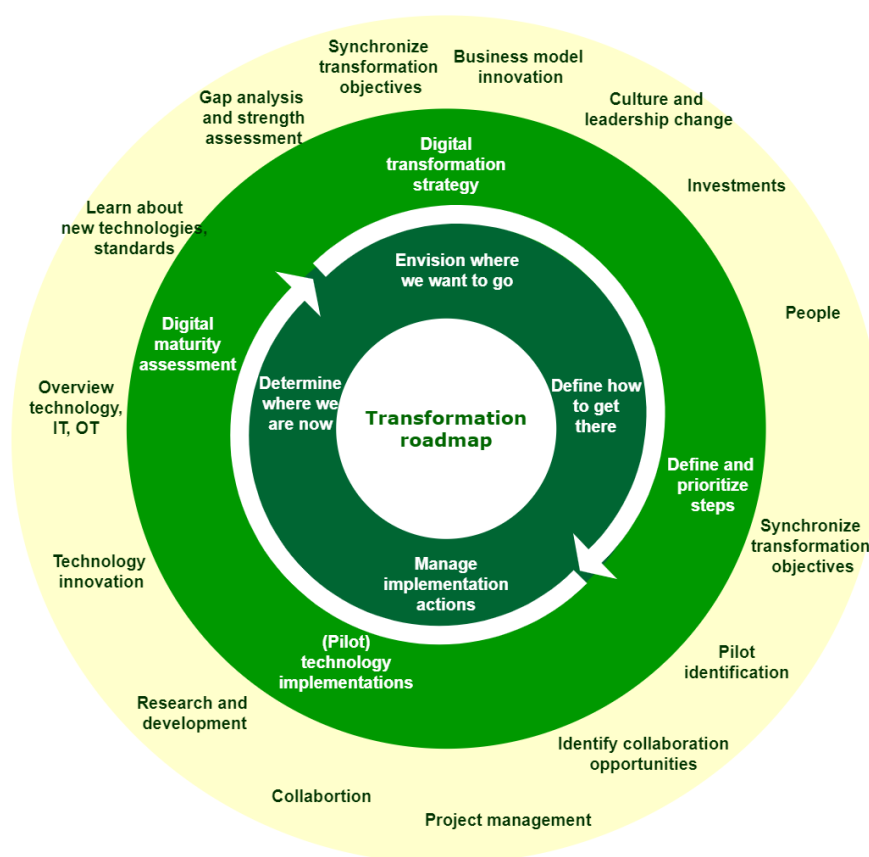 Synchronize
transformation
objectives
Business model
innovation
Culture and
leadership change
Investments
People
Synchronize
transformation
objectives
Pilot
identification
Identify collaboration
opportunities
Project management
Collabortion
Research and
development
Technology
innovation
Overview
technology,
IT, OT
Learn about
new technologies,
standards
Gap analysis
and strength
assessment
Digital
transformation
strategy
Define and
prioritize
steps
(Pilot)
technology
implementations
Digital
maturity
assessment
Envision where
we want to go
Define how
to get
there
Manage
implementation
actions
Determine
where we
are now
Transformation
roadmap